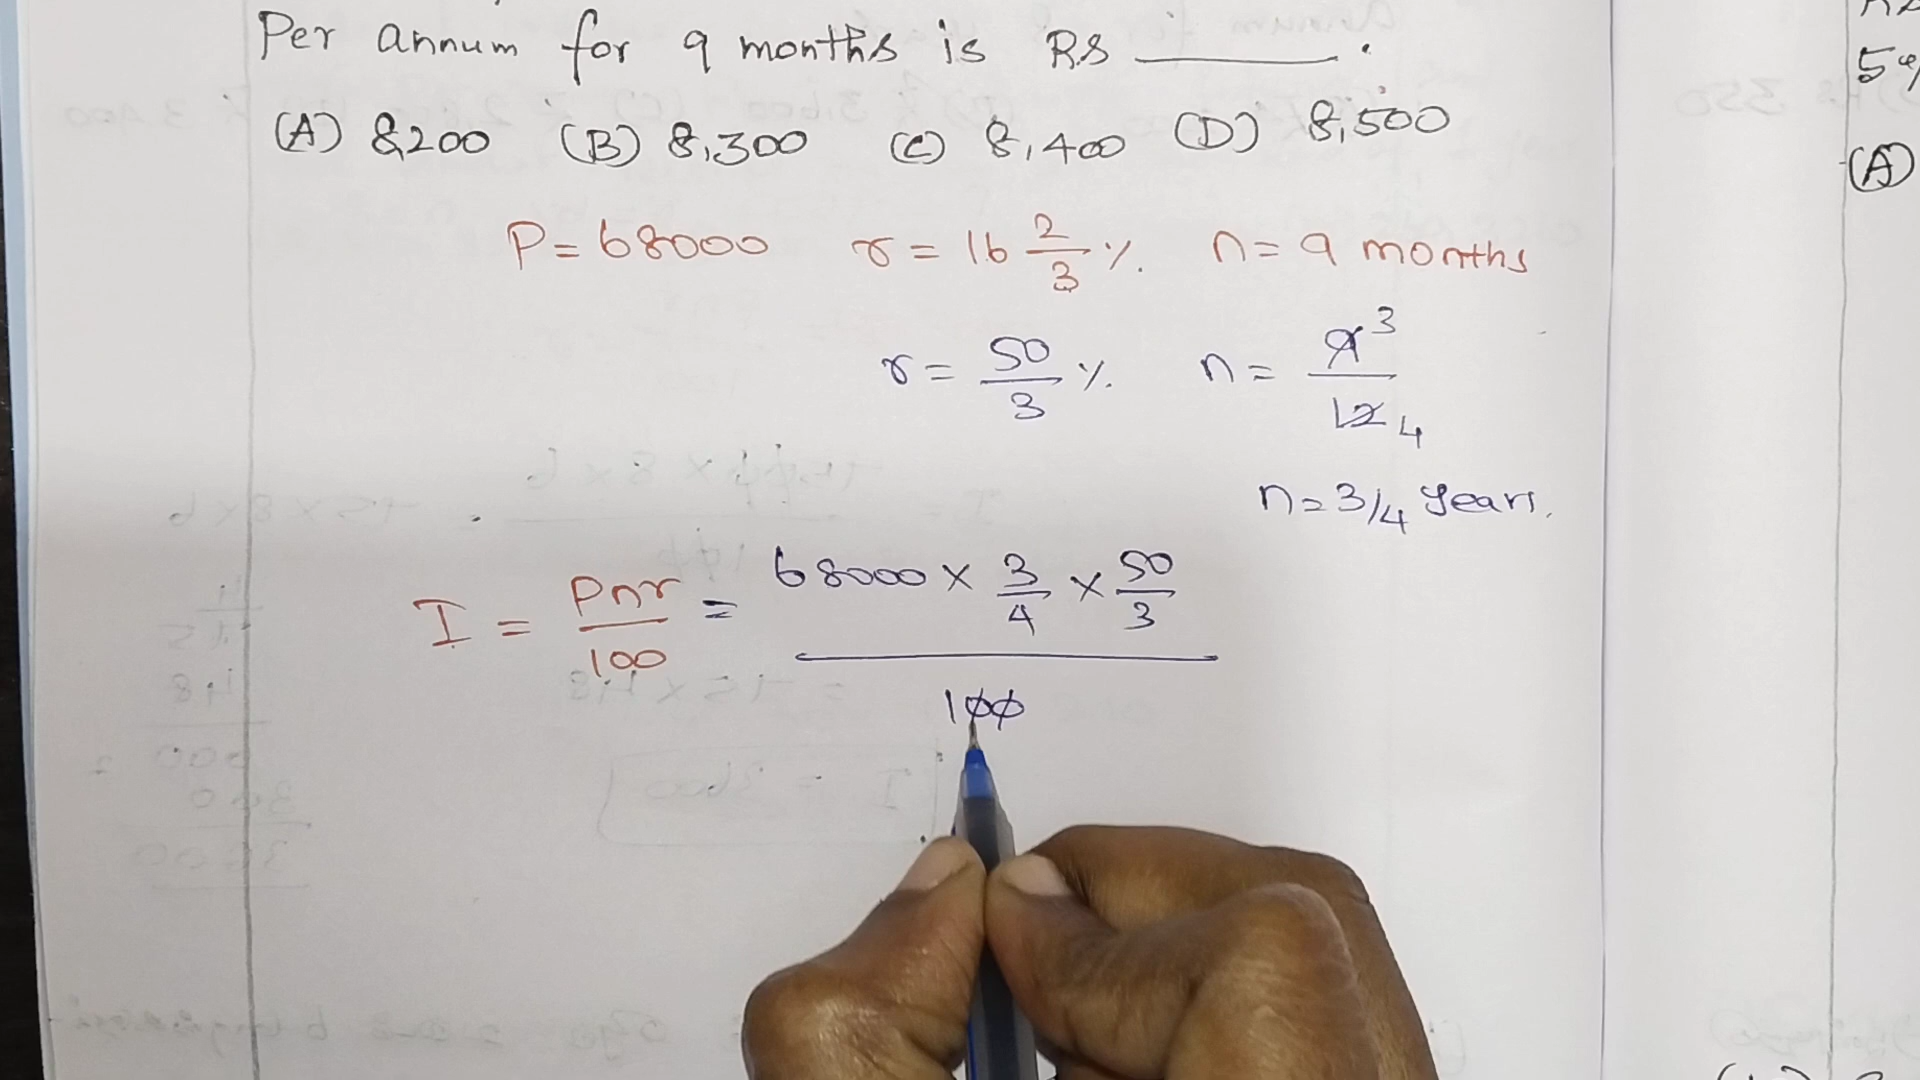 Per annum for 9 months is RS ______.
(A) 8,200 (B) 8,300 (C) 8,400 (D) 8,500
P = 68000 r = 16 2/3 % n = 9 months
r = 50/3 % n = 9 3 / 12 4
n = 3/4 years.
I = Pnr/100 = 68000 × 3/4 × 50/3 / 100
5%
(A)